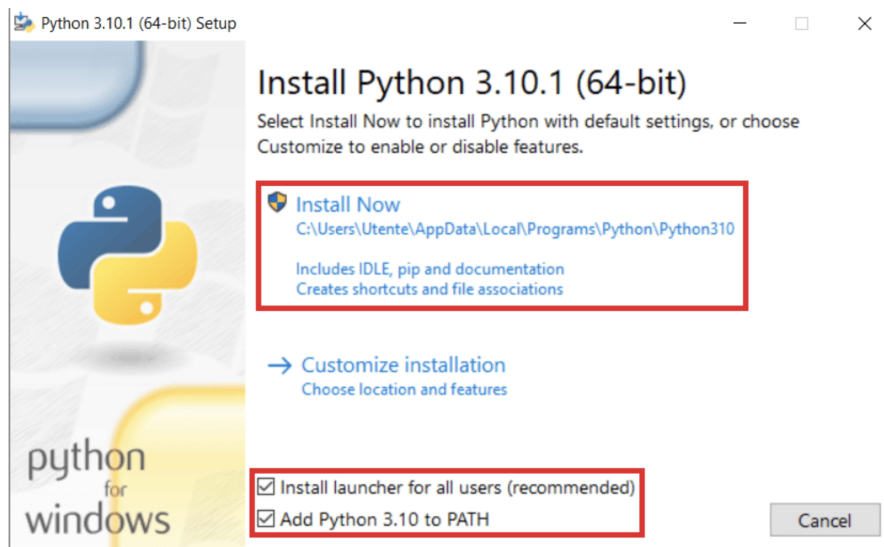 Python 3.10.1 (64-bit) Setup
Install Python 3.10.1 (64-bit)
Select Install Now to install Python with default settings, or choose
Customize to enable or disable features.
Install Now
C:\Users\Utente\AppData\Local\Programs\Python\Python310
Includes IDLE, pip and documentation
Creates shortcuts and file associations
Customize installation
Choose location and features
python
for
windows
Install launcher for all users (recommended)
Add Python 3.10 to PATH
Cancel